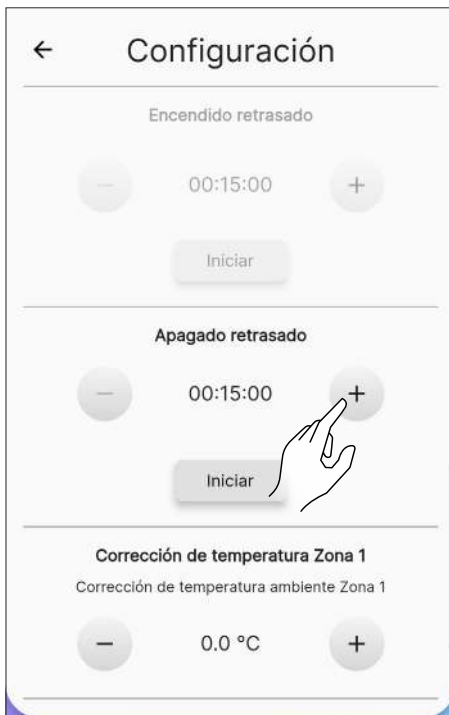 ← Configuración
Encendido retrasado
− 00:15:00 +
Iniciar
Apagado retrasado
− 00:15:00 +
Iniciar
Corrección de temperatura Zona 1
Corrección de temperatura ambiente Zona 1
− 0.0 °C +